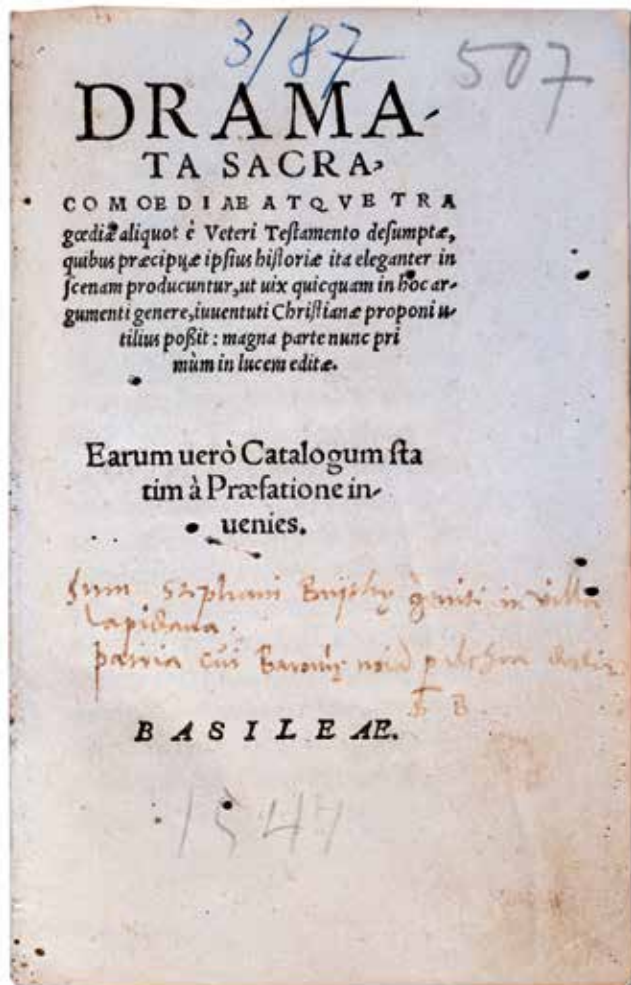 3/87
507
DRAMA-
TA SACRA,
COMOEDIAE ATQVE TRA
gœdiæ aliquot è Veteri Testamento desumptæ,
quibus præcipuæ ipsius historiæ ita eleganter in
scenam producuntur, ut uix quicquam in hoc ar-
gumenti genere, iuuentuti Christianæ proponi u-
tilius poßit: magna parte nunc pri
mùm in lucem editæ.
Earum uerò Catalogum sta
tim à Præfatione in-
uenies.
Sum Stephani in villa
Lapidana
patria
S B
BASILEAE.
1547